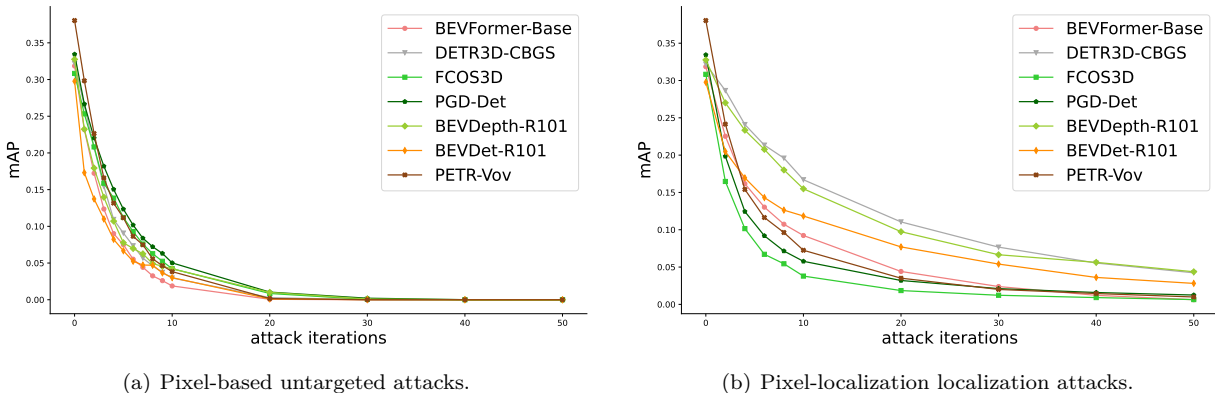 0.35
0.30
0.25
0.20
0.15
0.10
0.05
0.00
mAP
0 10 20 30 40 50
attack iterations
BEVFormer-Base
DETR3D-CBGS
FCOS3D
PGD-Det
BEVDepth-R101
BEVDet-R101
PETR-Vov
(a) Pixel-based untargeted attacks.
0.35
0.30
0.25
0.20
0.15
0.10
0.05
0.00
mAP
0 10 20 30 40 50
attack iterations
BEVFormer-Base
DETR3D-CBGS
FCOS3D
PGD-Det
BEVDepth-R101
BEVDet-R101
PETR-Vov
(b) Pixel-localization localization attacks.